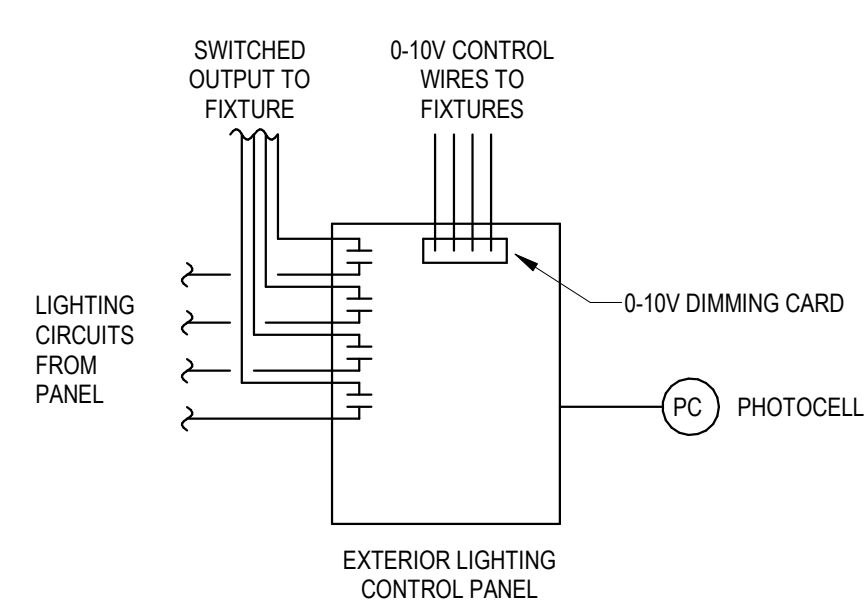 SWITCHED
OUTPUT TO
FIXTURE
0-10V CONTROL
WIRES TO
FIXTURES
LIGHTING
CIRCUITS
FROM
PANEL
0-10V DIMMING CARD
PC
PHOTOCELL
EXTERIOR LIGHTING
CONTROL PANEL